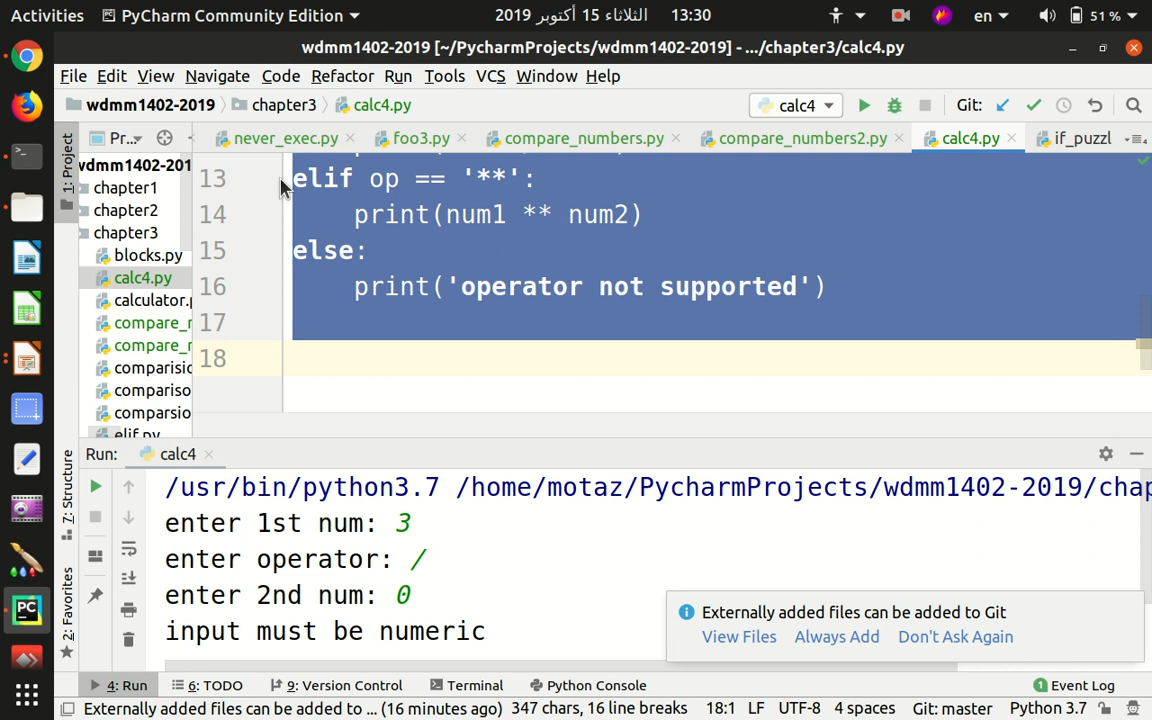 Activities PyCharm Community Edition الثلاثاء 15 أكتوبر 2019 13:30 en 51 %
wdmm1402-2019 [~/PycharmProjects/wdmm1402-2019] - .../chapter3/calc4.py
File Edit View Navigate Code Refactor Run Tools VCS Window Help
wdmm1402-2019 chapter3 calc4.py calc4 Git:
1: Project Pr... never_exec.py foo3.py compare_numbers.py compare_numbers2.py calc4.py if_puzzl
wdmm1402-201
chapter1
chapter2
chapter3
blocks.py
calc4.py
calculator.
compare_
compare_
comparisi
compariso
comparsio
elif.py
13 elif op == '**':
14 print(num1 ** num2)
15 else:
16 print('operator not supported')
17
18
Run: calc4
/usr/bin/python3.7 /home/motaz/PycharmProjects/wdmm1402-2019/chap
enter 1st num: 3
enter operator: /
enter 2nd num: 0
input must be numeric
7: Structure
2: Favorites
Externally added files can be added to Git
View Files Always Add Don't Ask Again
4: Run 6: TODO 9: Version Control Terminal Python Console 1 Event Log
Externally added files can be added to ... (16 minutes ago) 347 chars, 16 line breaks 18:1 LF UTF-8 4 spaces Git: master Python 3.7